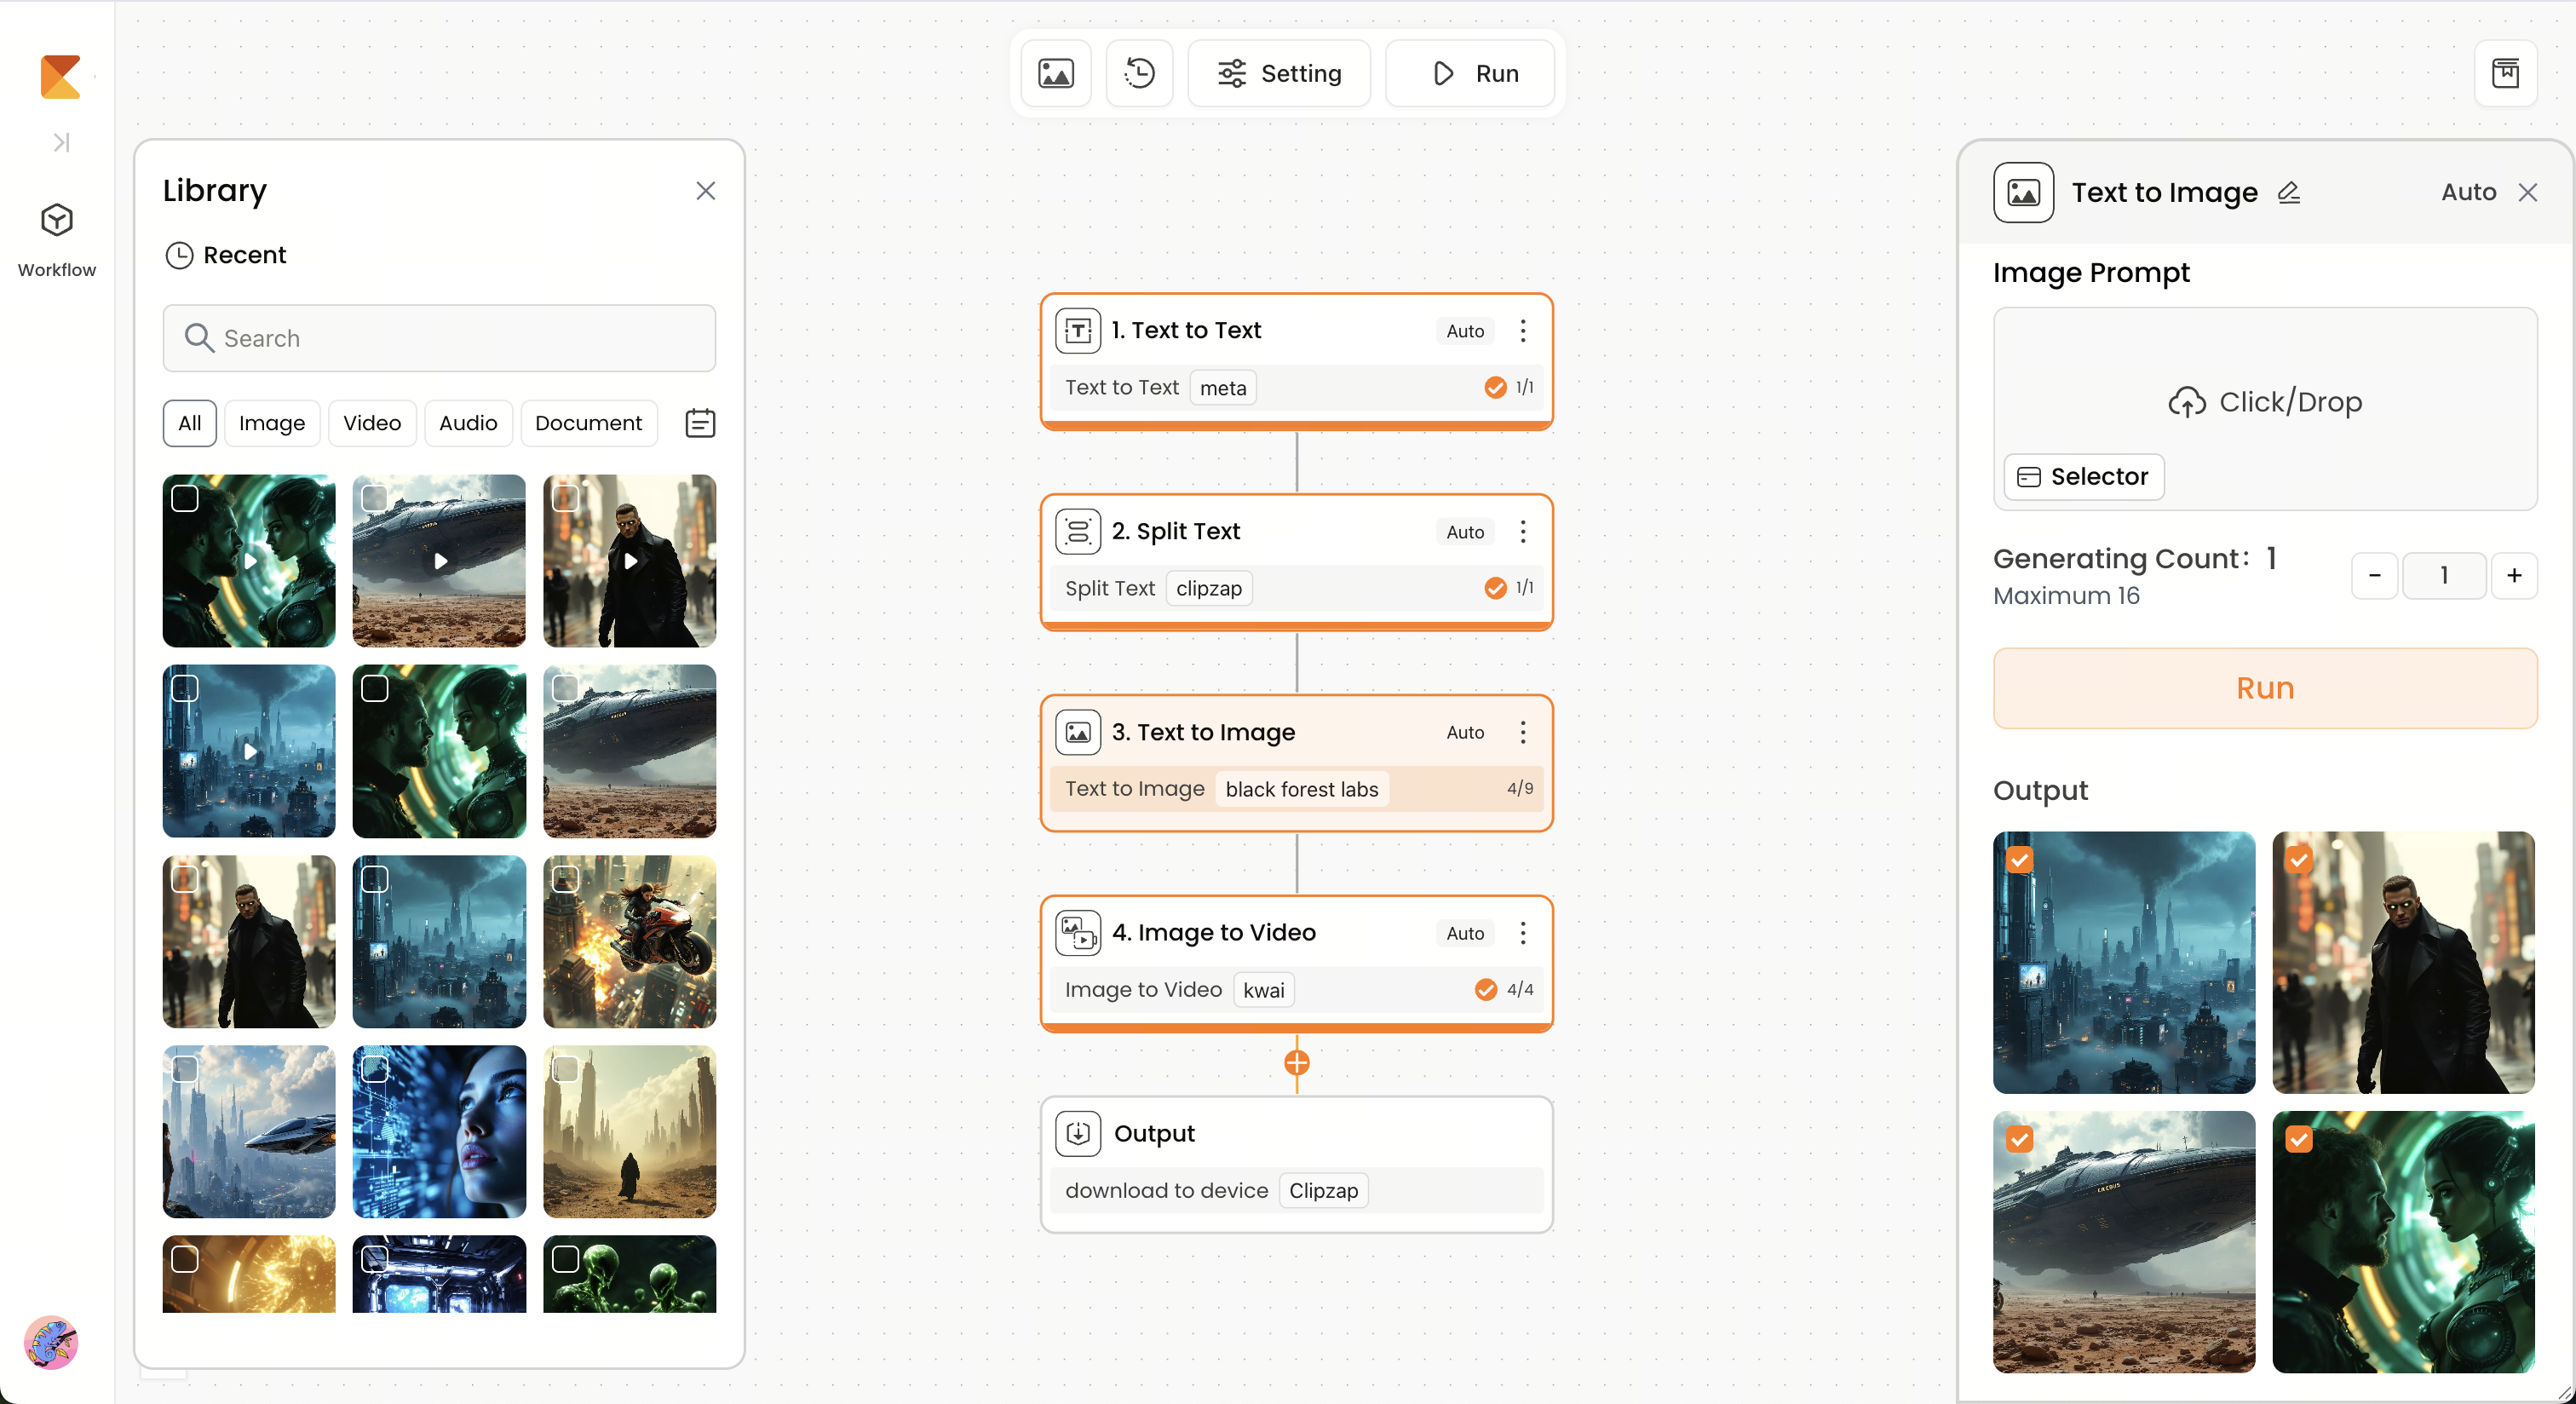 Setting
Run
Workflow
Library
Recent
Search
All
Image
Video
Audio
Document
1. Text to Text
Auto
Text to Text
meta
1/1
2. Split Text
Auto
Split Text
clipzap
1/1
3. Text to Image
Auto
Text to Image
black forest labs
4/9
4. Image to Video
Auto
Image to Video
kwai
4/4
Output
download to device
Clipzap
Text to Image
Auto
Image Prompt
Click/Drop
Selector
Generating Count: 1
Maximum 16
-
1
+
Run
Output